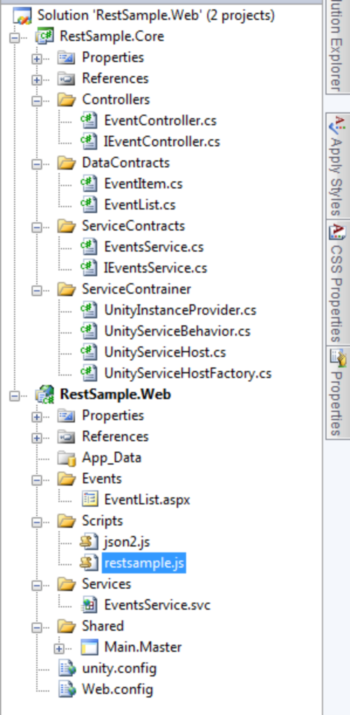 Solution 'RestSample.Web' (2 projects)
RestSample.Core
Properties
References
Controllers
EventController.cs
IEventController.cs
DataContracts
EventItem.cs
EventList.cs
ServiceContracts
EventsService.cs
IEventsService.cs
ServiceContrainer
UnityInstanceProvider.cs
UnityServiceBehavior.cs
UnityServiceHost.cs
UnityServiceHostFactory.cs
RestSample.Web
Properties
References
App_Data
Events
EventList.aspx
Scripts
json2.js
restsample.js
Services
EventsService.svc
Shared
Main.Master
unity.config
Web.config
Explorer
Apply Styles
CSS Properties
Properties